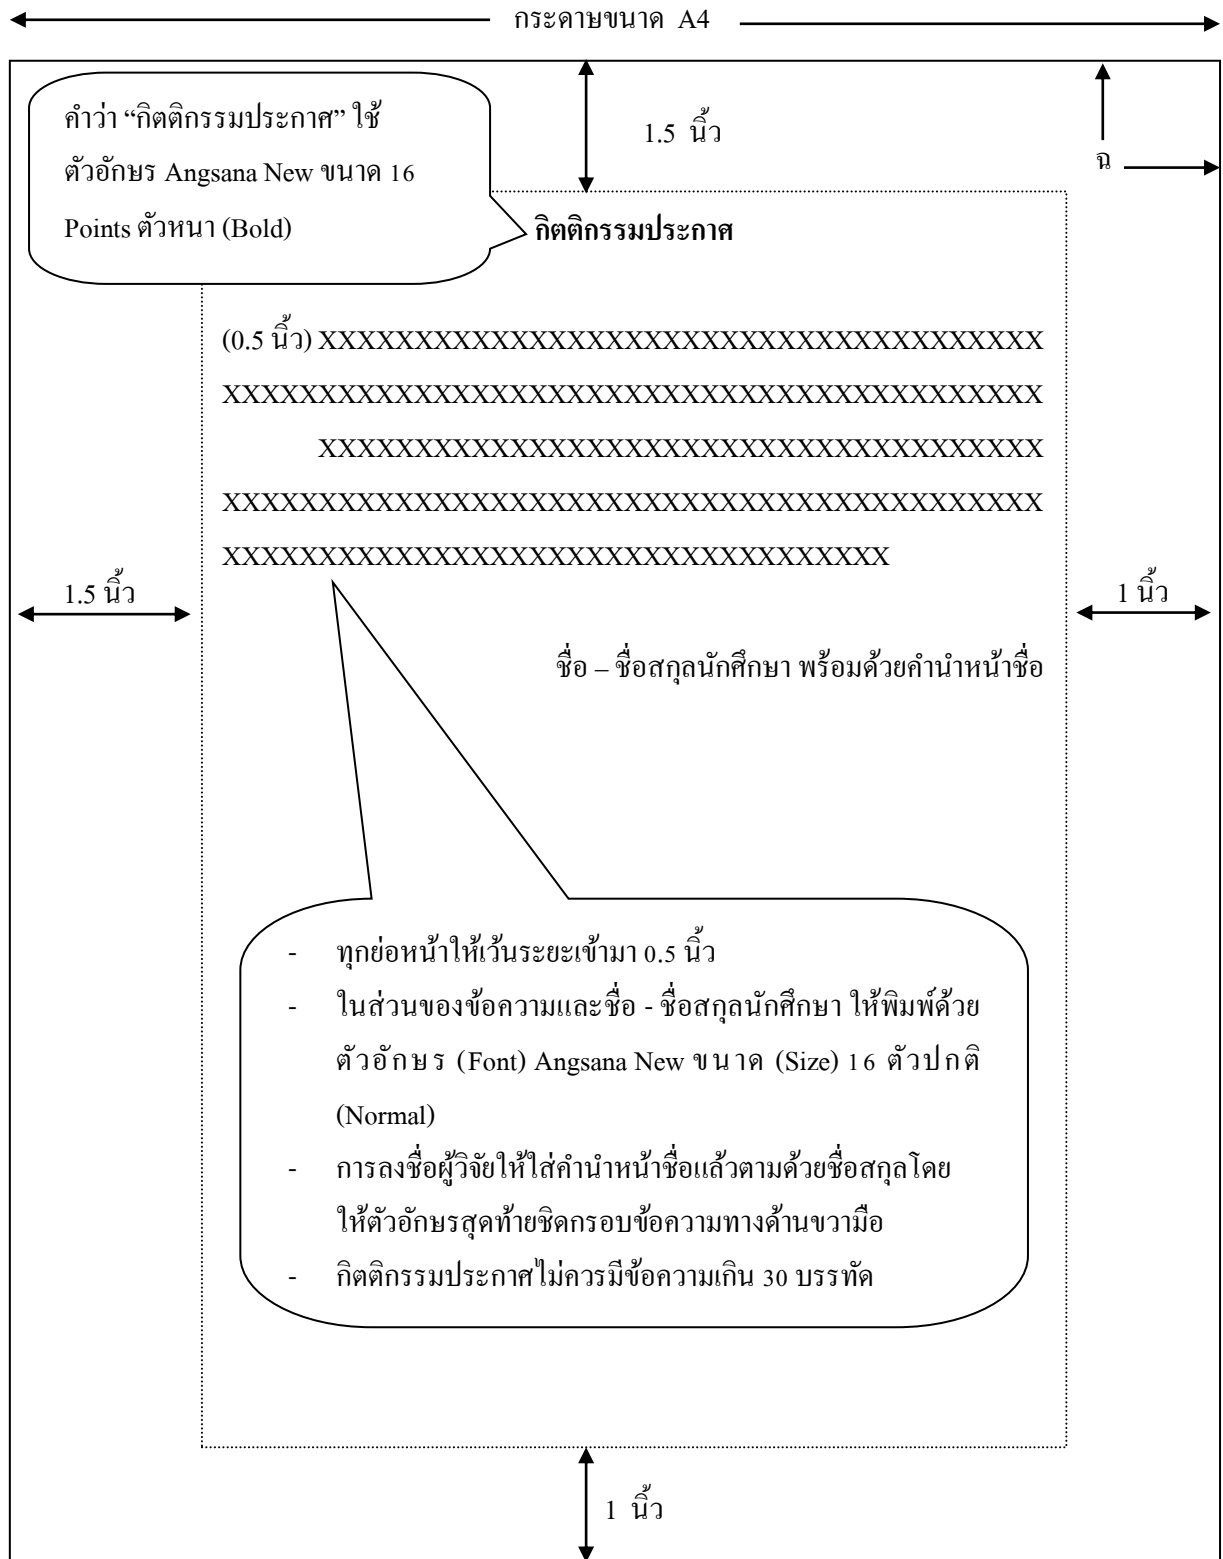 กระดาษขนาด A4
คำว่า “กิตติกรรมประกาศ” ใช้
ตัวอักษร Angsana New ขนาด 16
Points ตัวหนา (Bold)
1.5 นิ้ว
ฉ
กิตติกรรมประกาศ
(0.5 นิ้ว) XXXXXXXXXXXXXXXXXXXXXXXXXXXXXXXXXXXXXX
XXXXXXXXXXXXXXXXXXXXXXXXXXXXXXXXXXXXXXXXXXX
XXXXXXXXXXXXXXXXXXXXXXXXXXXXXXXXXXXXXX
XXXXXXXXXXXXXXXXXXXXXXXXXXXXXXXXXXXXXXXXXXX
XXXXXXXXXXXXXXXXXXXXXXXXXXXXXXXXXXX
1.5 นิ้ว
1 นิ้ว
ชื่อ – ชื่อสกุลนักศึกษา พร้อมด้วยคำนำหน้าชื่อ
- ทุกย่อหน้าให้เว้นระยะเข้ามา 0.5 นิ้ว
- ในส่วนของข้อความและชื่อ - ชื่อสกุลนักศึกษา ให้พิมพ์ด้วย
ตัวอักษร (Font) Angsana New ขนาด (Size) 16 ตัวปกติ
(Normal)
- การลงชื่อผู้วิจัยให้ใส่คำนำหน้าชื่อแล้วตามด้วยชื่อสกุลโดย
ให้ตัวอักษรสุดท้ายชิดกรอบข้อความทางด้านขวามือ
- กิตติกรรมประกาศไม่ควรมีข้อความเกิน 30 บรรทัด
1 นิ้ว